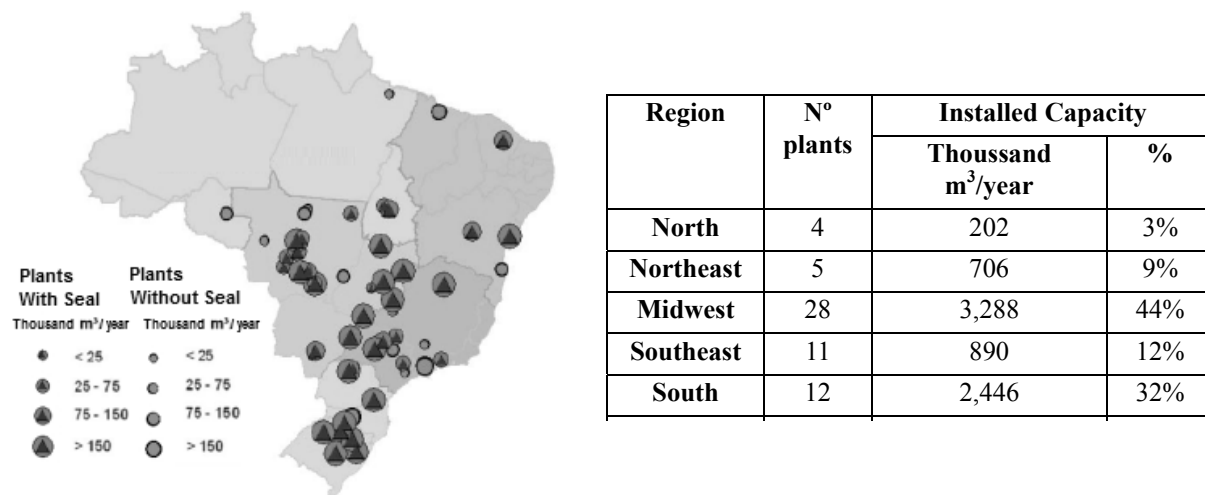 Plants
With Seal
Thousand m³/year
< 25
25 - 75
75 - 150
> 150
Plants
Without Seal
Thousand m³/year
< 25
25 - 75
75 - 150
> 150
Region Nº plants Installed Capacity
Thoussand m³/year %
North 4 202 3%
Northeast 5 706 9%
Midwest 28 3,288 44%
Southeast 11 890 12%
South 12 2,446 32%